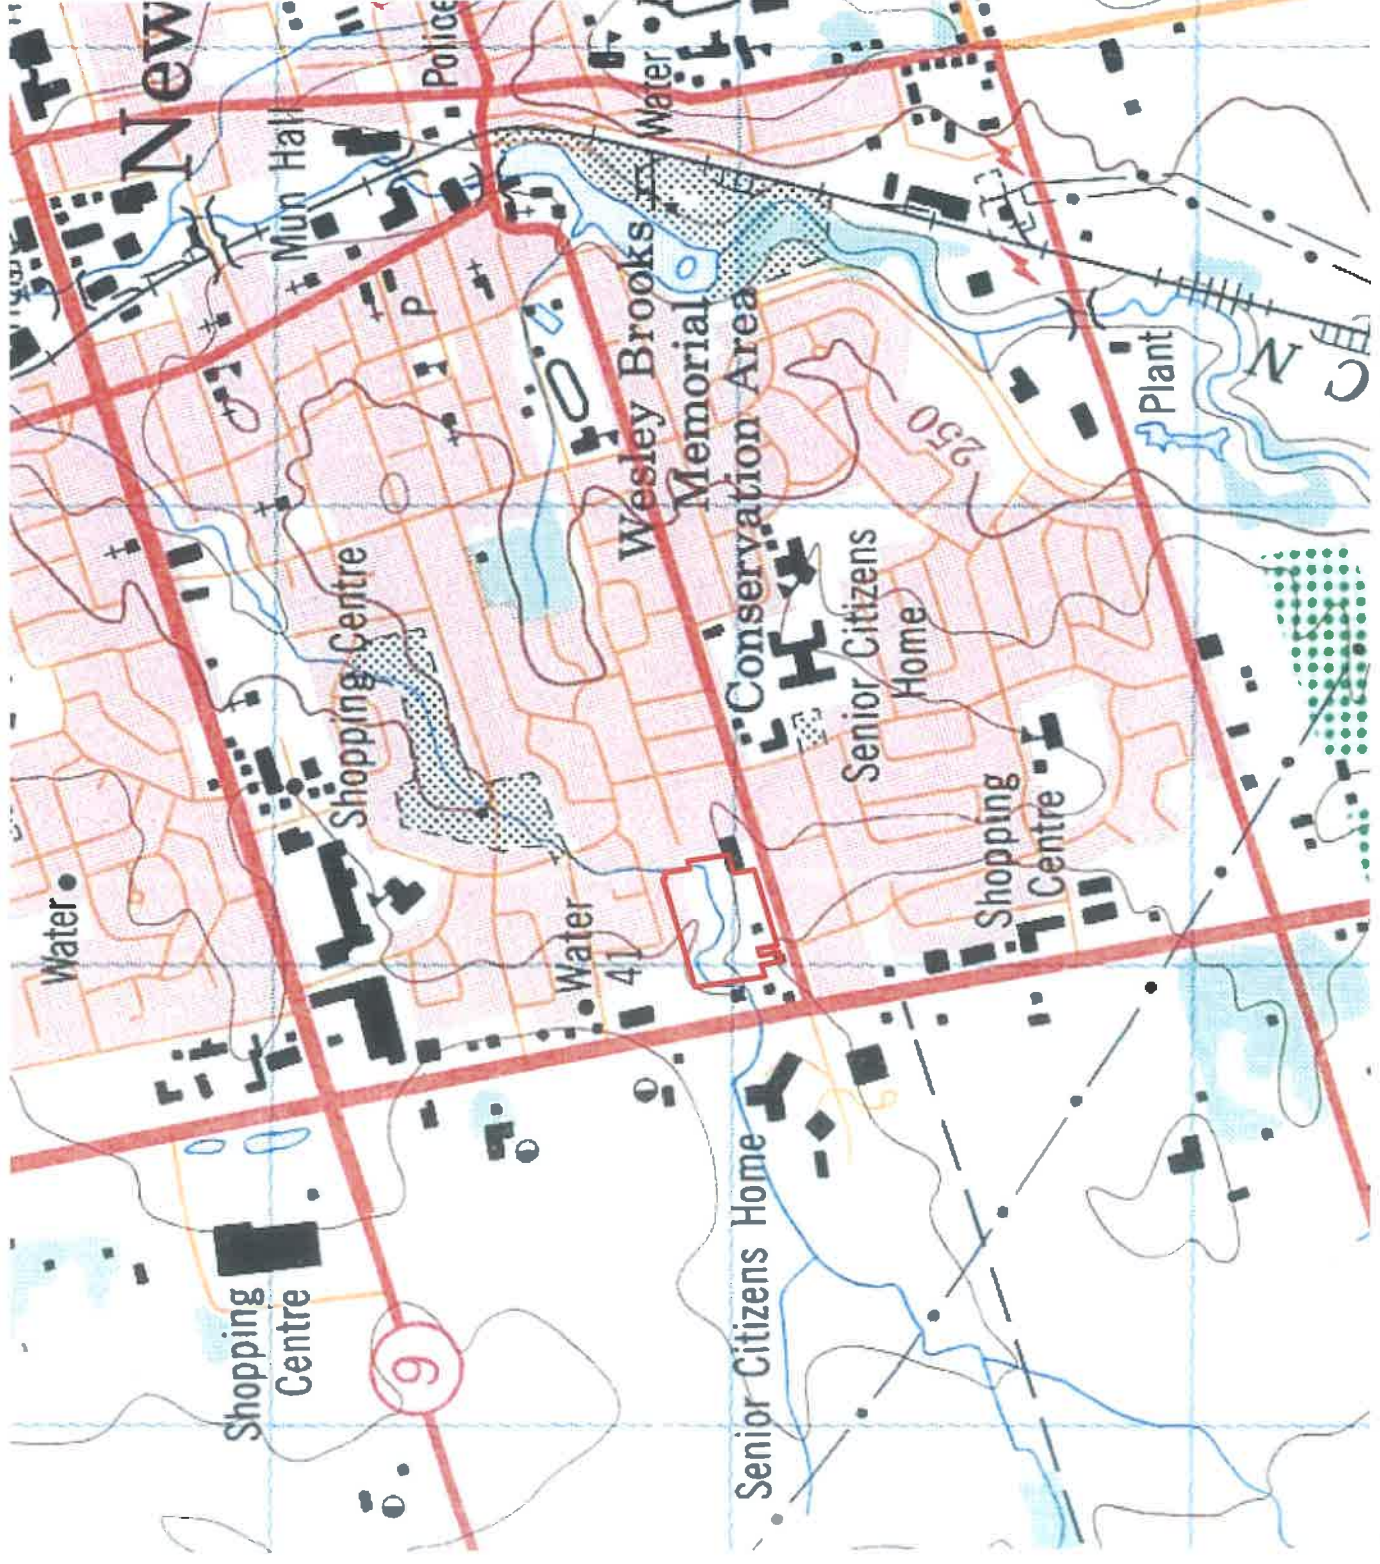 New
Mun Hall
Police
Water
P
Wesley Brooks
Memorial
Conservation Area
250
Plant
N
C
Shopping Centre
Senior Citizens
Home
Shopping
Centre
Water
Water
41
Senior Citizens Home
Shopping
Centre
9